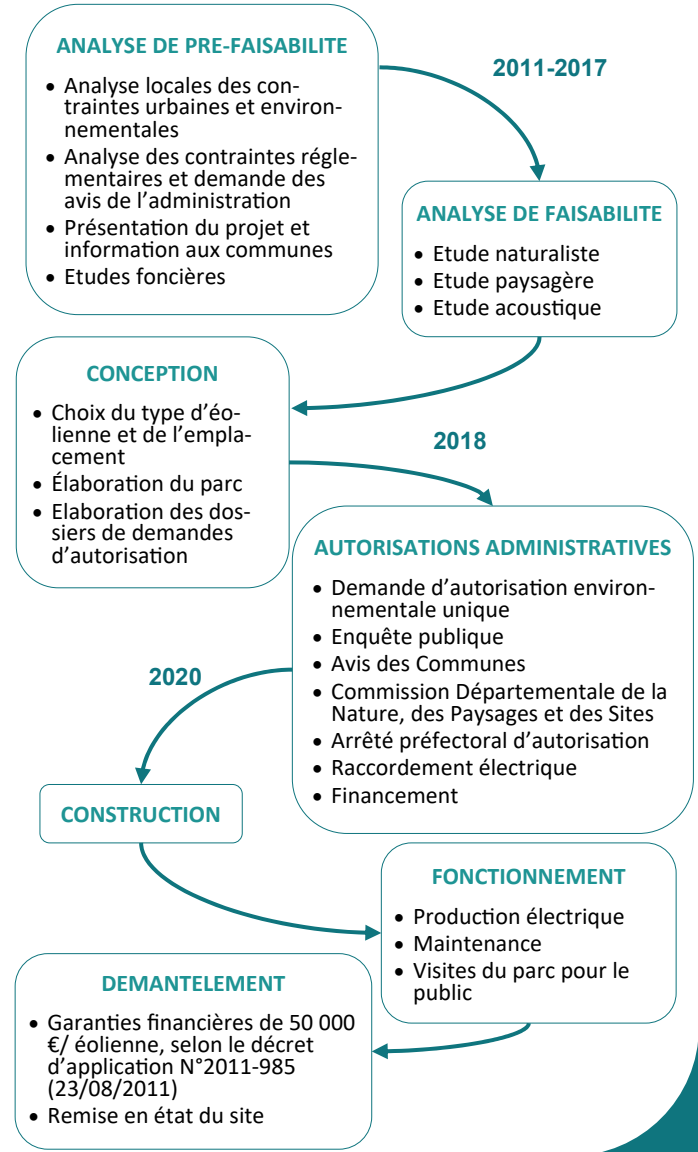 ANALYSE DE PRE-FAISABILITE
• Analyse locales des con-
traintes urbaines et environ-
nementales
• Analyse des contraintes régle-
mentaires et demande des
avis de l'administration
• Présentation du projet et
information aux communes
• Etudes foncières
2011-2017
ANALYSE DE FAISABILITE
• Etude naturaliste
• Etude paysagère
• Etude acoustique
CONCEPTION
• Choix du type d'éo-
lienne et de l'empla-
cement
• Élaboration du parc
• Elaboration des dos-
siers de demandes
d'autorisation
2018
AUTORISATIONS ADMINISTRATIVES
• Demande d'autorisation environ-
nementale unique
• Enquête publique
• Avis des Communes
• Commission Départementale de la
Nature, des Paysages et des Sites
• Arrêté préfectoral d'autorisation
• Raccordement électrique
• Financement
2020
CONSTRUCTION
FONCTIONNEMENT
• Production électrique
• Maintenance
• Visites du parc pour le
public
DEMANTELEMENT
• Garanties financières de 50 000
€/ éolienne, selon le décret
d'application N°2011-985
(23/08/2011)
• Remise en état du site